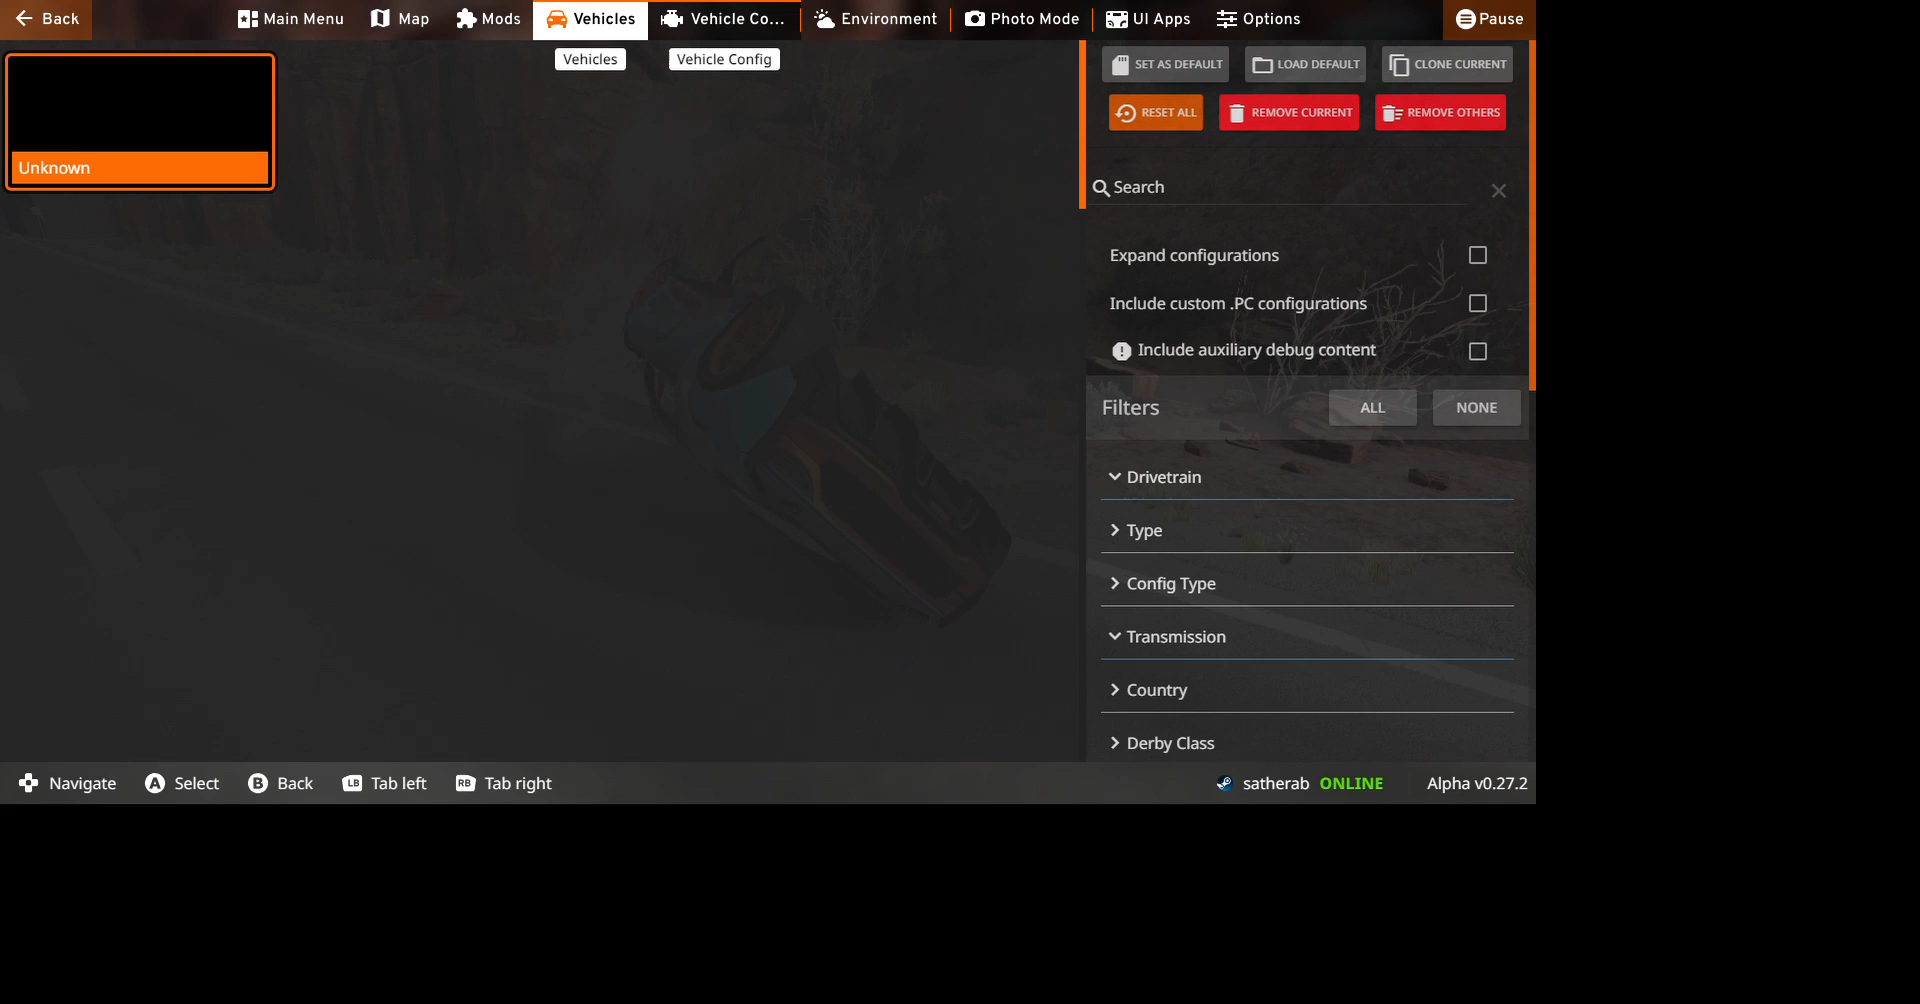 Back
Main Menu
Map
Mods
Vehicles
Vehicle Co...
Environment
Photo Mode
UI Apps
Options
Pause
Vehicles
Vehicle Config
Unknown
SET AS DEFAULT
LOAD DEFAULT
CLONE CURRENT
RESET ALL
REMOVE CURRENT
REMOVE OTHERS
Search
Expand configurations
Include custom .PC configurations
Include auxiliary debug content
Filters
ALL
NONE
Drivetrain
Type
Config Type
Transmission
Country
Derby Class
Navigate
A Select
B Back
LB Tab left
RB Tab right
satherab ONLINE
Alpha v0.27.2